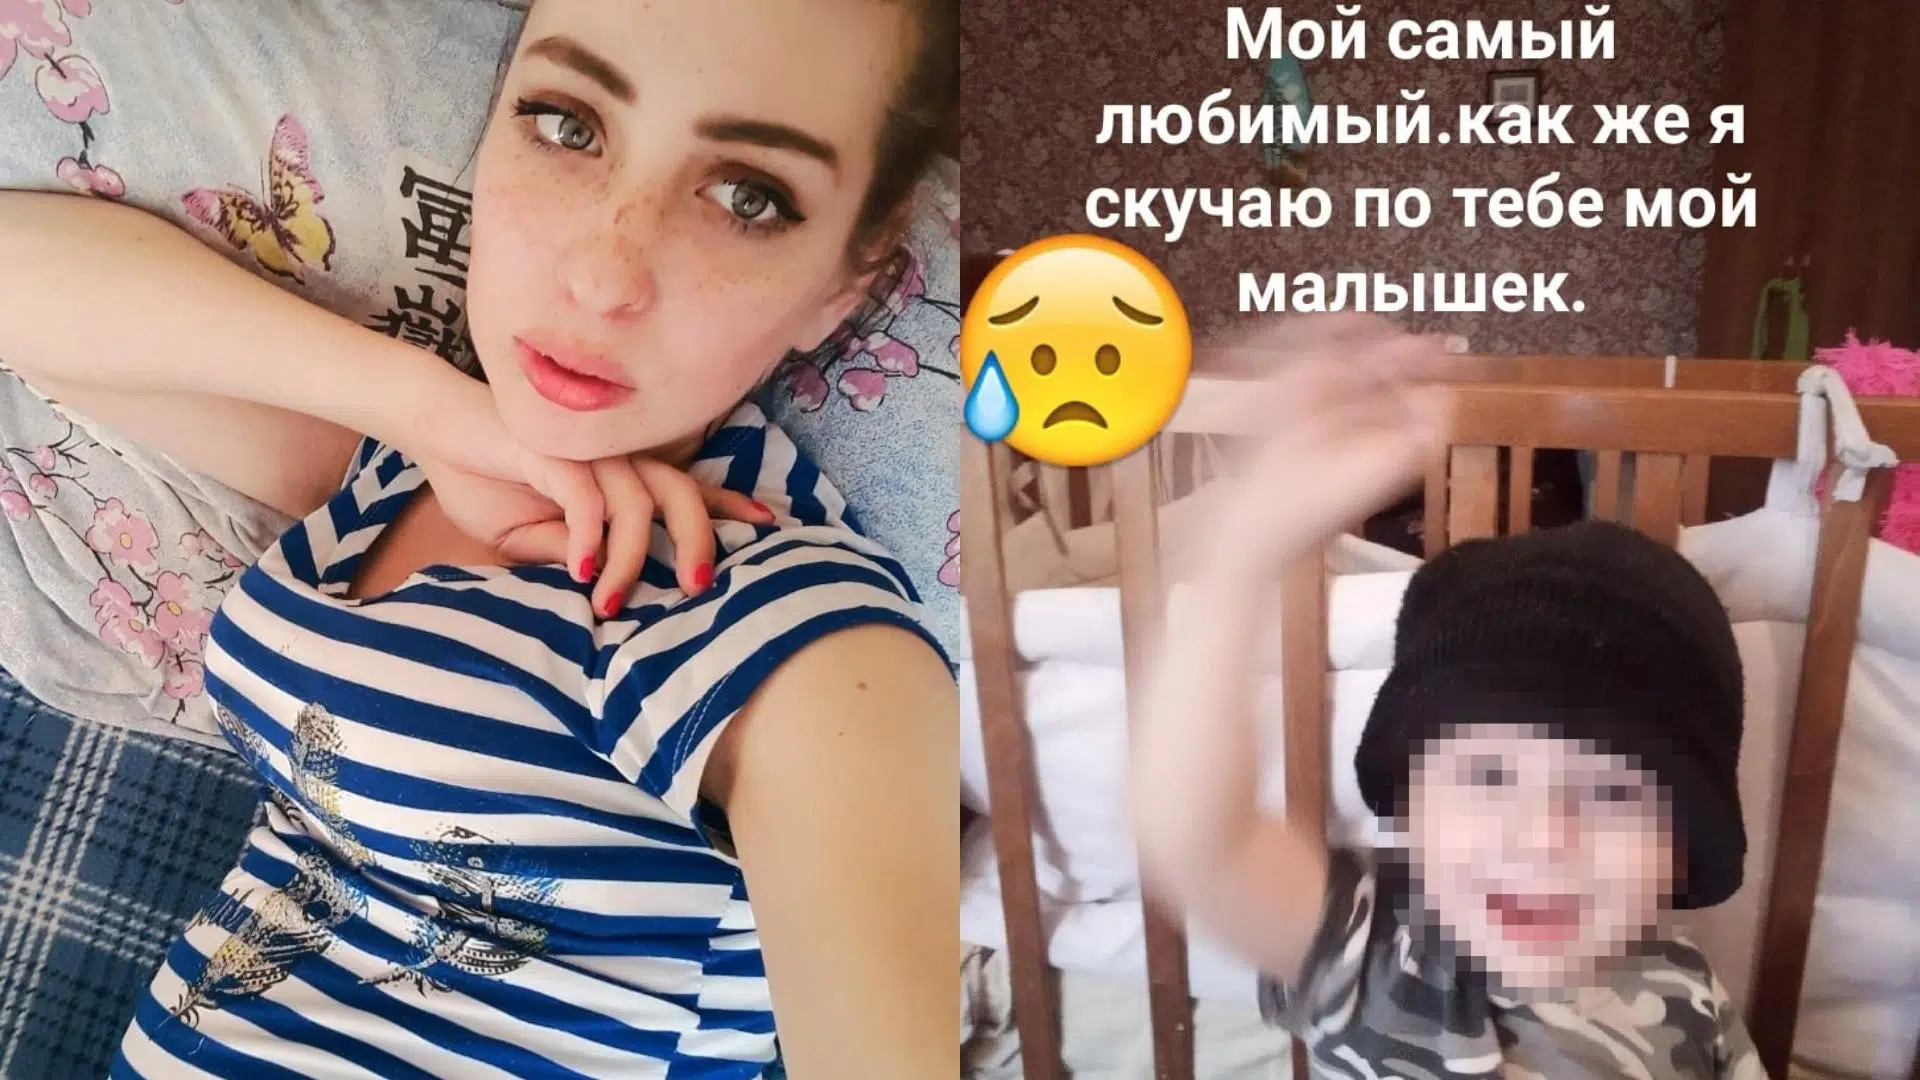 Мой самый
любимый.как же я
скучаю по тебе мой
малышек.